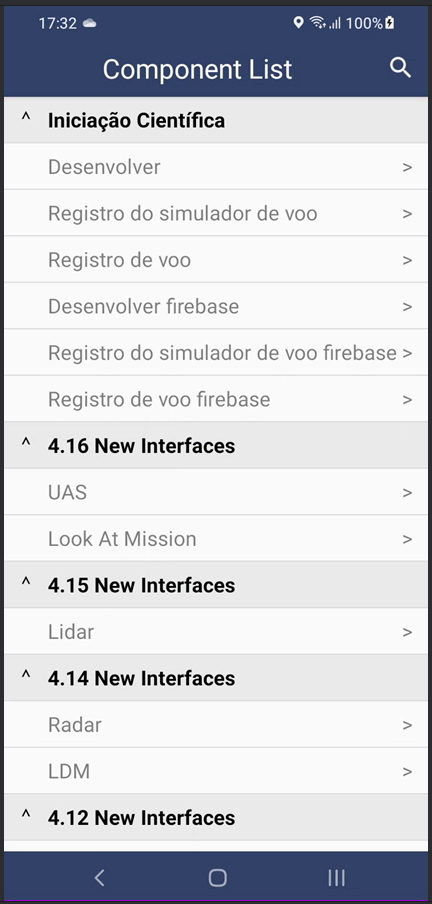 17:32
100%
Component List
^ Iniciação Científica
Desenvolver >
Registro do simulador de voo >
Registro de voo >
Desenvolver firebase >
Registro do simulador de voo firebase >
Registro de voo firebase >
^ 4.16 New Interfaces
UAS >
Look At Mission >
^ 4.15 New Interfaces
Lidar >
^ 4.14 New Interfaces
Radar >
LDM >
^ 4.12 New Interfaces